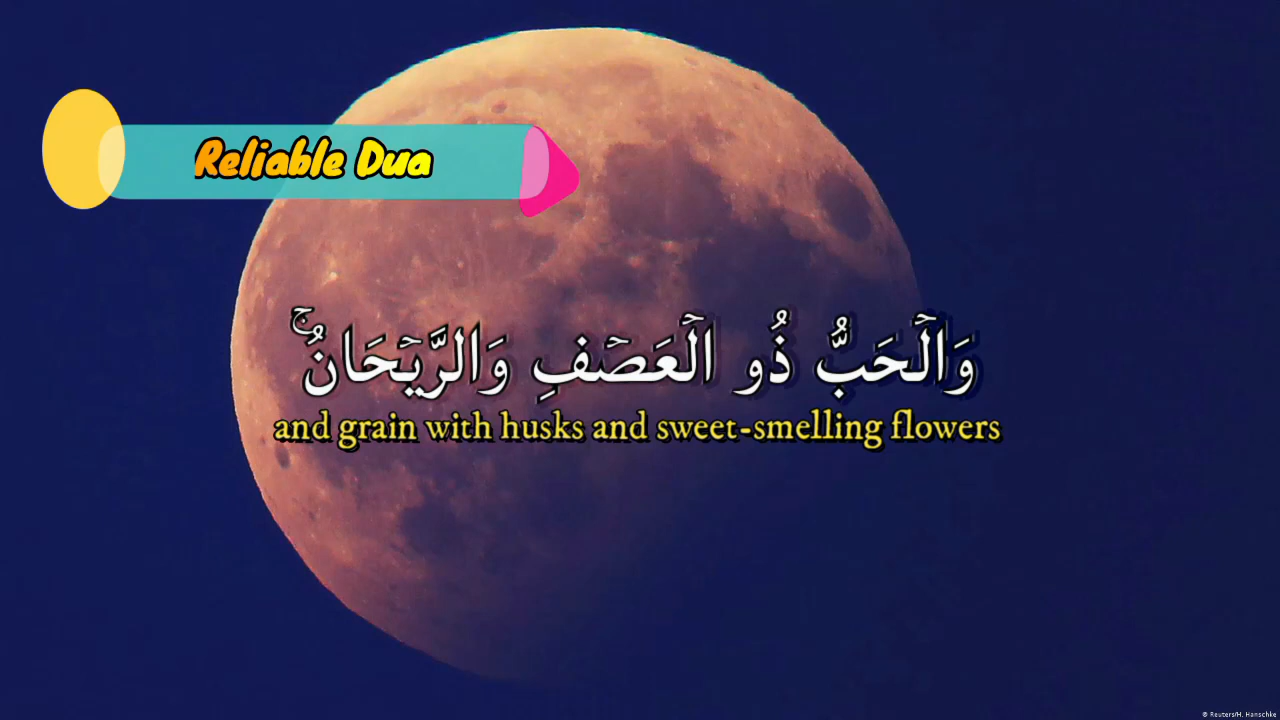 Reliable Dua
وَالۡحَبُّ ذُو الۡعَصۡفِ وَالرَّيۡحَانُ‌ۚ
and grain with husks and sweet-smelling flowers
© Reuters/H. Hanschke